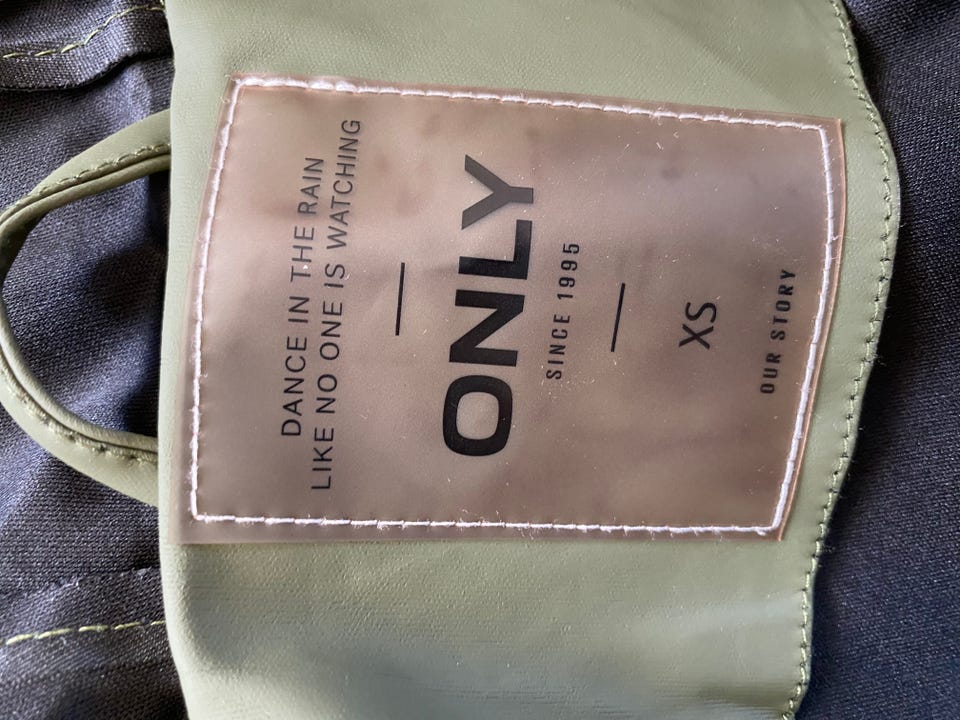 DANCE IN THE RAIN
LIKE NO ONE IS WATCHING
ONLY
SINCE 1995
XS
OUR STORY